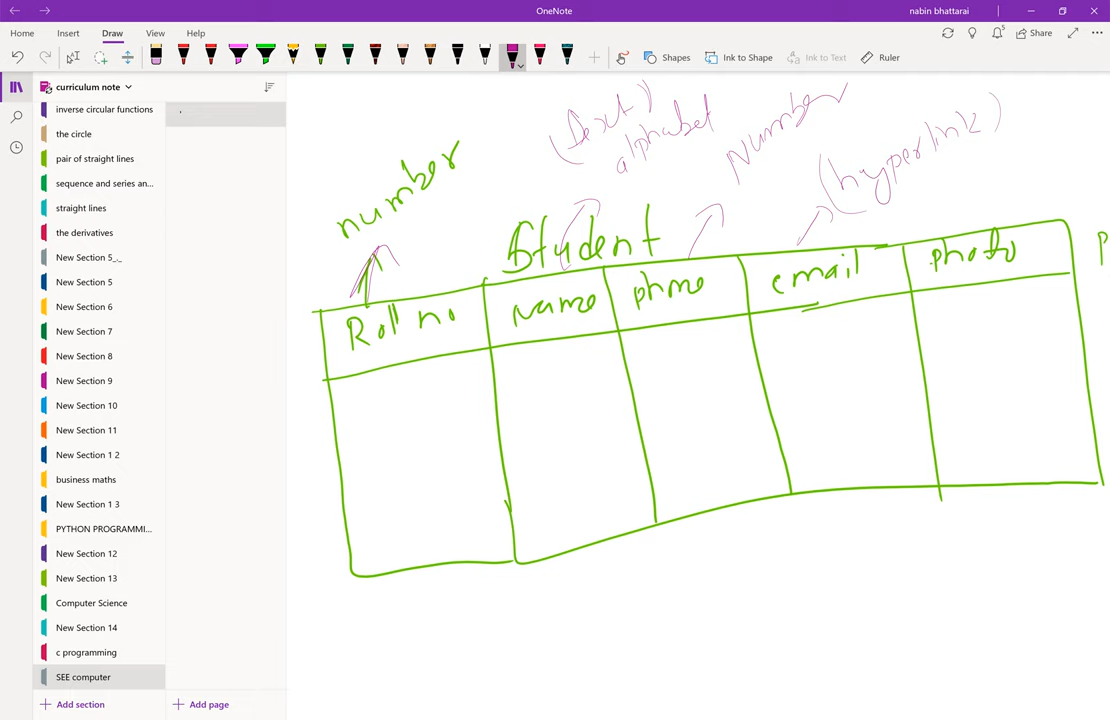 OneNote
nabin bhattarai
Home Insert Draw View Help
Share
Shapes Ink to Shape Ink to Text Ruler
curriculum note
inverse circular functions
the circle
pair of straight lines
sequence and series an...
straight lines
the derivatives
New Section 5_._
New Section 5
New Section 6
New Section 7
New Section 8
New Section 9
New Section 10
New Section 11
New Section 1 2
business maths
New Section 1 3
PYTHON PROGRAMMI...
New Section 12
New Section 13
Computer Science
New Section 14
c programming
SEE computer
Add section Add page
(text)
alphabet
Number
(hyperlink)
number
Student
Roll no Name phone email photo
P